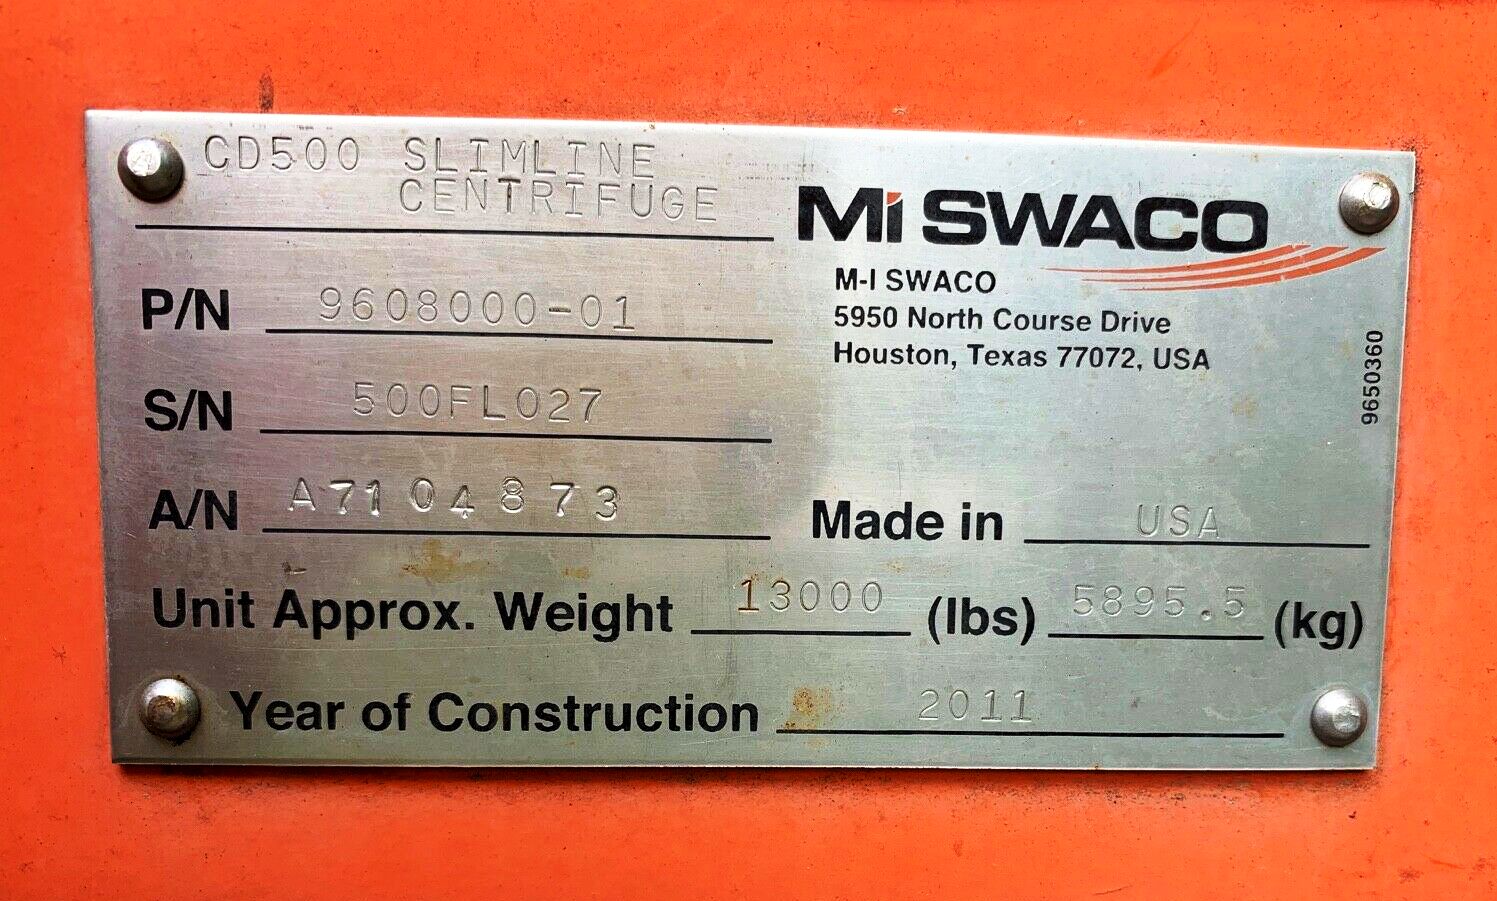 CD500 SLIMLINE
CENTRIFUGE
Mi SWACO
M-I SWACO
5950 North Course Drive
Houston, Texas 77072, USA
9650360
P/N 9608000-01
S/N 500FL027
A/N A7104873
Made in USA
Unit Approx. Weight 13000 (lbs) 5895.5 (kg)
Year of Construction 2011